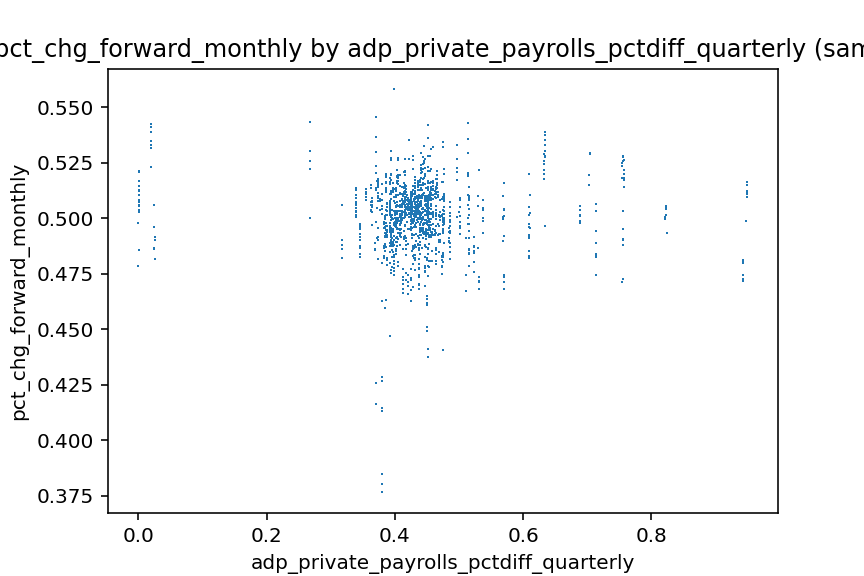 pct_chg_forward_monthly by adp_private_payrolls_pctdiff_quarterly (sam
0.550
0.525
0.500
0.475
0.450
0.425
0.400
0.375
pct_chg_forward_monthly
0.0 0.2 0.4 0.6 0.8
adp_private_payrolls_pctdiff_quarterly